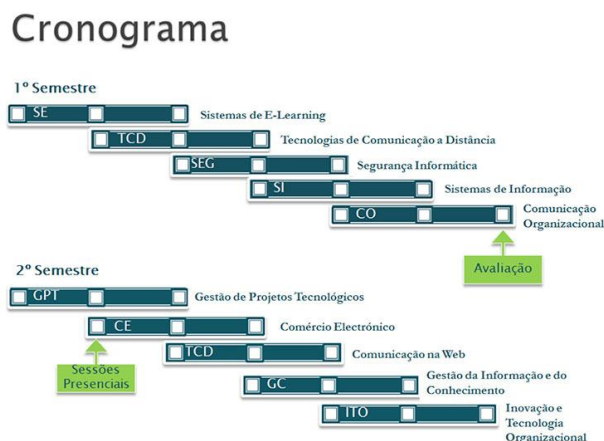 Cronograma
1º Semestre
SE
Sistemas de E-Learning
TCD
Tecnologias de Comunicação a Distância
SEG
Segurança Informática
SI
Sistemas de Informação
CO
Comunicação
Organizacional
Avaliação
2º Semestre
GPT
Gestão de Projetos Tecnológicos
CE
Comércio Electrónico
TCD
Comunicação na Web
Sessões
Presenciais
GC
Gestão da Informação e do
Conhecimento
ITO
Inovação e
Tecnologia
Organizacional